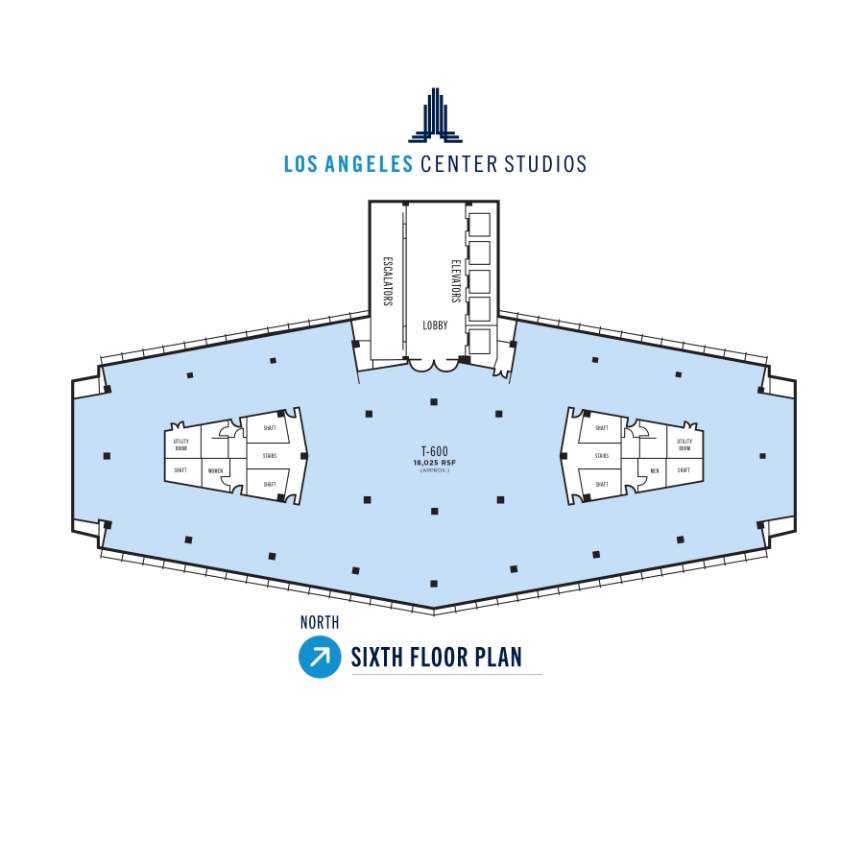 LOS ANGELES CENTER STUDIOS
ESCALATORS
ELEVATORS
LOBBY
UTILITY
ROOM
SHAFT
WOMEN
SHAFT
STAIRS
SHAFT
T-600
18,025 RSF
(APPROX.)
SHAFT
STAIRS
SHAFT
MEN
UTILITY
ROOM
SHAFT
NORTH
SIXTH FLOOR PLAN